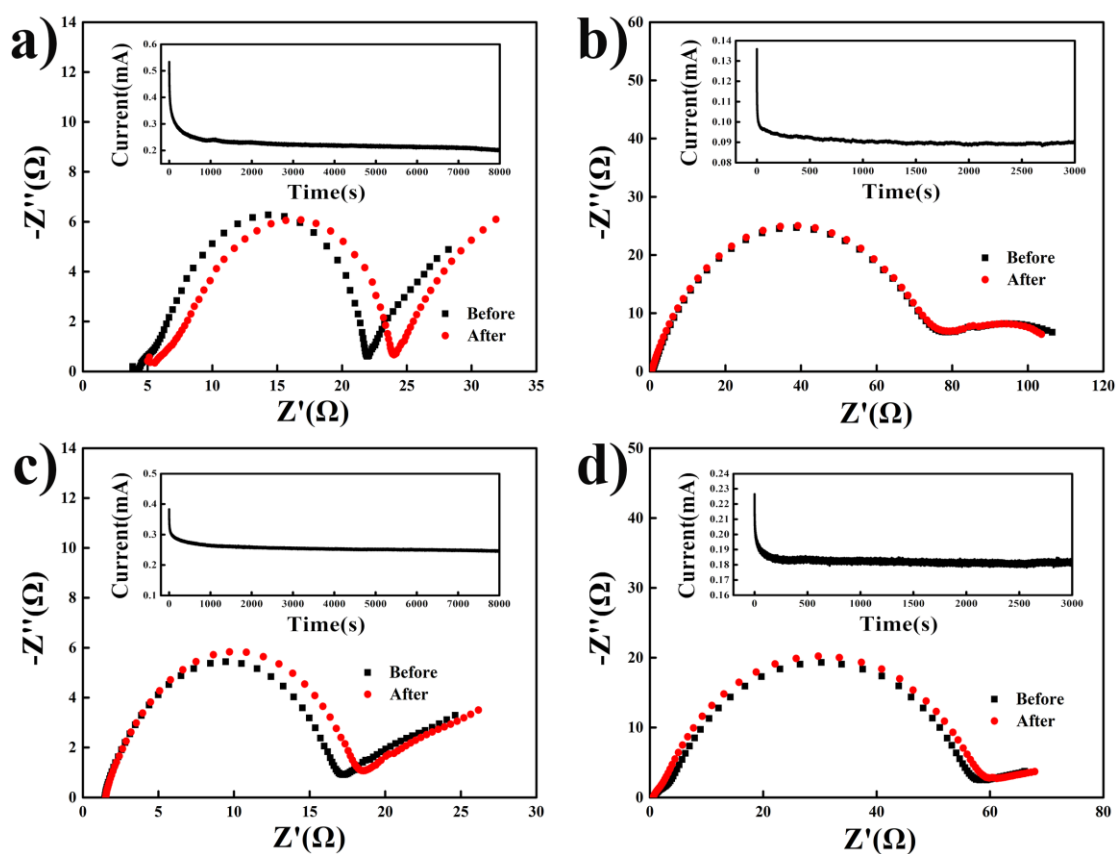 a)
14
12
10
8
6
4
2
0
-Z''(Ω)
0 5 10 15 20 25 30 35
Z'(Ω)
0.6
0.5
0.4
0.3
0.2
Current(mA)
0 1000 2000 3000 4000 5000 6000 7000 8000
Time(s)
Before
After
b)
60
50
40
30
20
10
0
-Z''(Ω)
0 20 40 60 80 100 120
Z'(Ω)
0.14
0.13
0.12
0.11
0.10
0.09
0.08
Current(mA)
0 500 1000 1500 2000 2500 3000
Time(s)
Before
After
c)
14
12
10
8
6
4
2
0
-Z''(Ω)
0 5 10 15 20 25 30
Z'(Ω)
0.5
0.4
0.3
0.2
0.1
Current(mA)
0 1000 2000 3000 4000 5000 6000 7000 8000
Time(s)
Before
After
d)
50
40
30
20
10
0
-Z''(Ω)
0 20 40 60 80
Z'(Ω)
0.24
0.23
0.22
0.21
0.20
0.19
0.18
0.17
0.16
Current(mA)
0 500 1000 1500 2000 2500 3000
Time(s)
Before
After